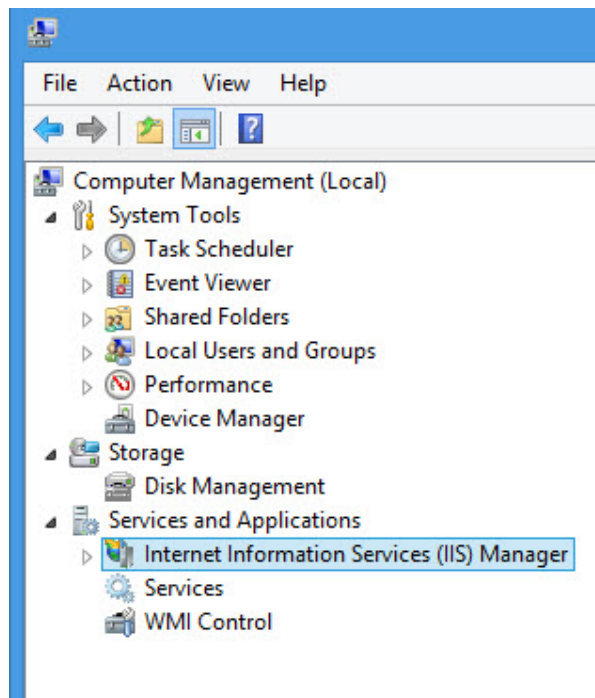 File Action View Help
Computer Management (Local)
System Tools
Task Scheduler
Event Viewer
Shared Folders
Local Users and Groups
Performance
Device Manager
Storage
Disk Management
Services and Applications
Internet Information Services (IIS) Manager
Services
WMI Control